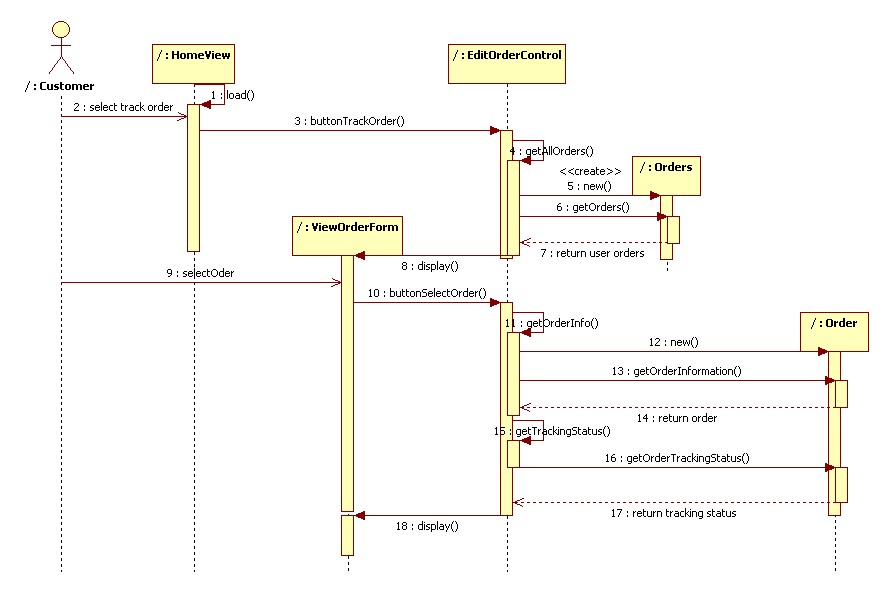 / : Customer
/ : HomeView
/ : EditOrderControl
1 : load()
2 : select track order
3 : buttonTrackOrder()
4 : getAllOrders()
<<create>>
/ : Orders
5 : new()
6 : getOrders()
/ : ViewOrderForm
7 : return user orders
8 : display()
9 : selectOder
10 : buttonSelectOrder()
11 : getOrderInfo()
/ : Order
12 : new()
13 : getOrderInformation()
14 : return order
15 : getTrackingStatus()
16 : getOrderTrackingStatus()
17 : return tracking status
18 : display()